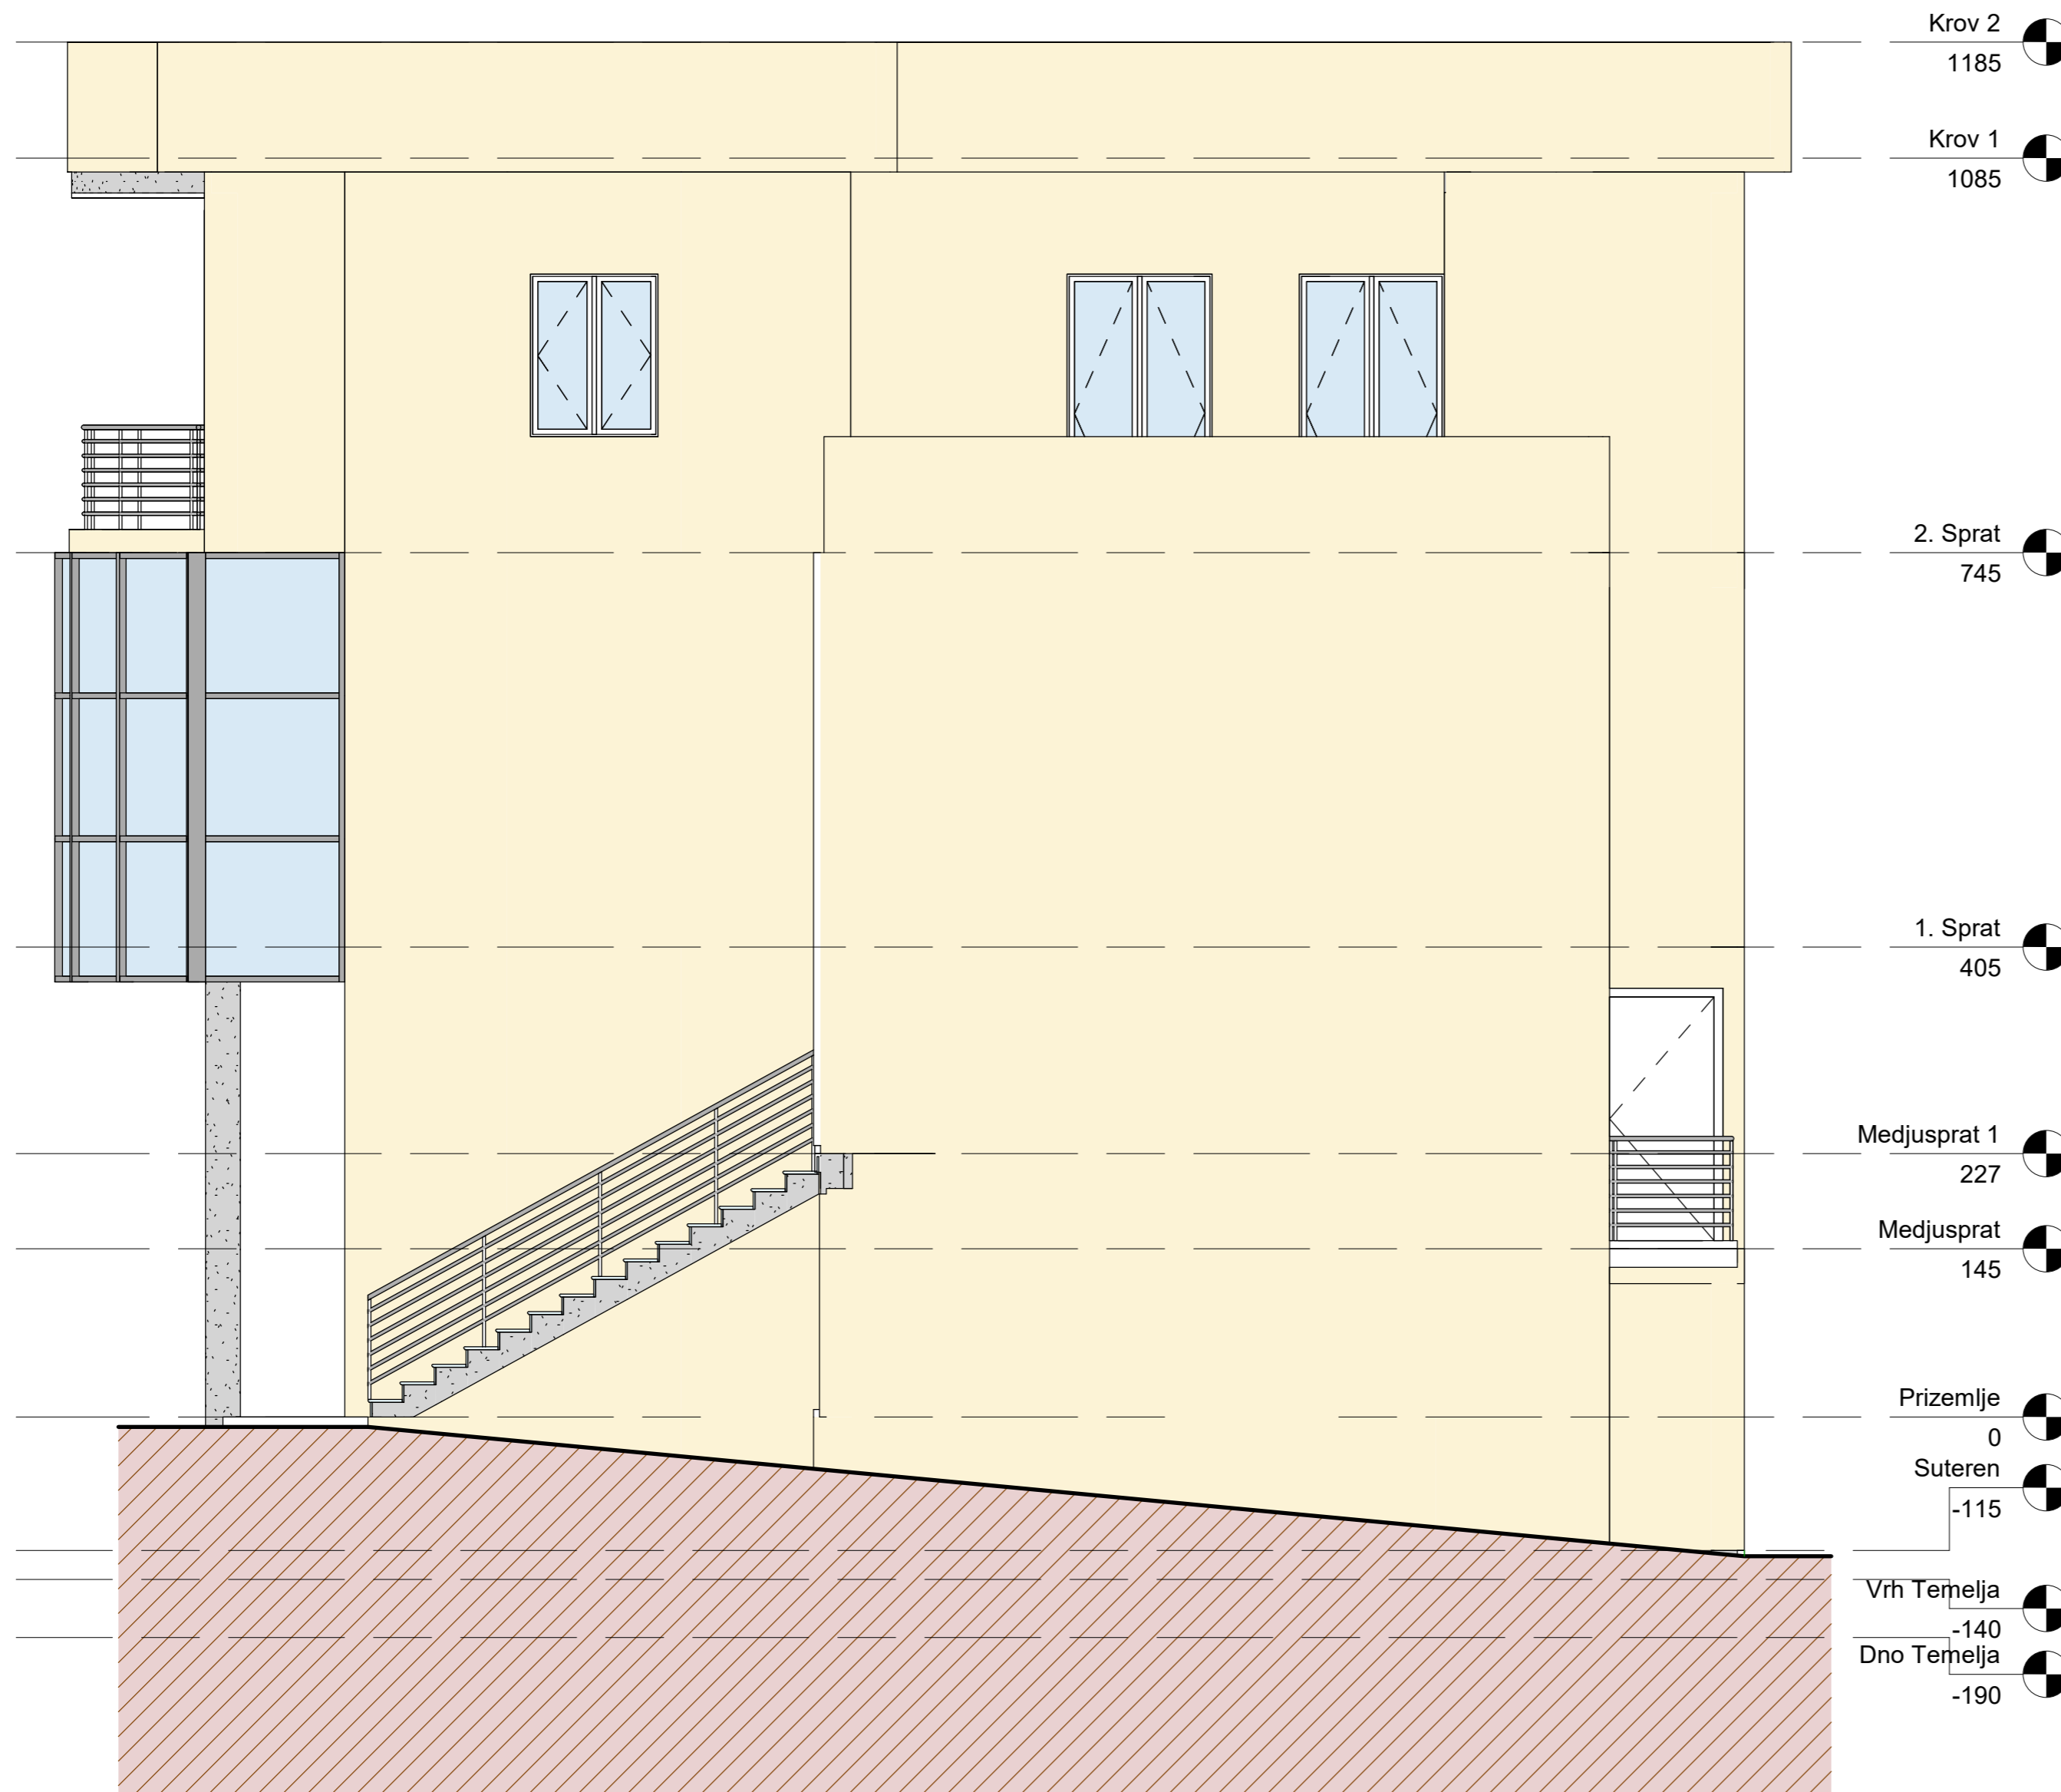 Krov 2
1185
Krov 1
1085
2. Sprat
745
1. Sprat
405
Medjusprat 1
227
Medjusprat
145
Prizemlje
0
Suteren
-115
Vrh Temelja
-140
Dno Temelja
-190